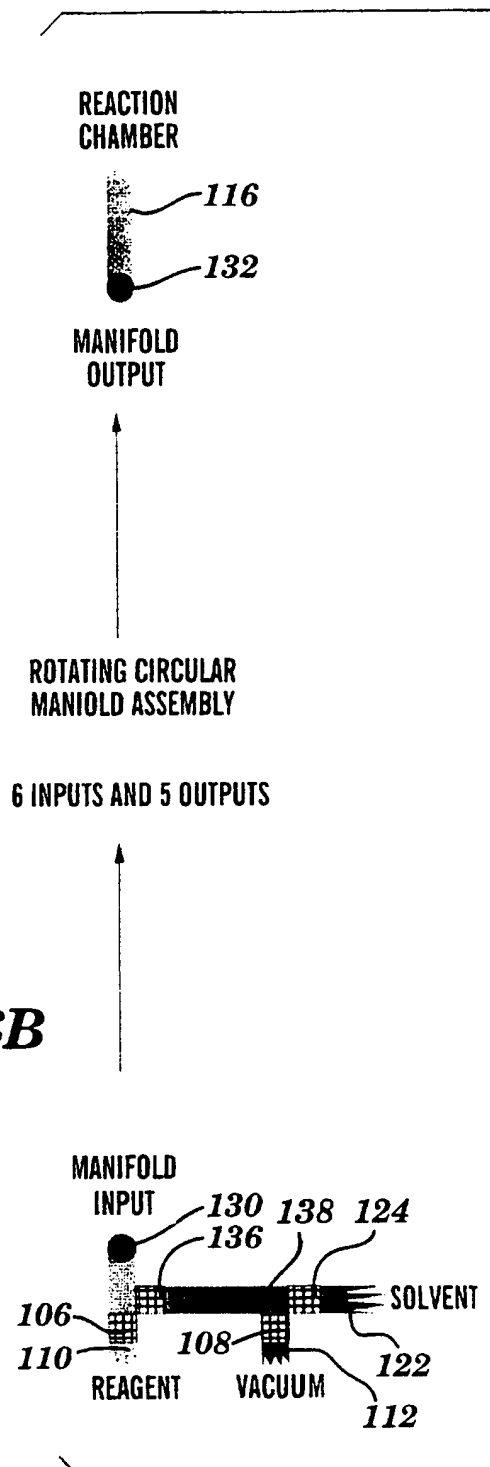 REACTION
CHAMBER
116
132
MANIFOLD
OUTPUT
ROTATING CIRCULAR
MANIOLD ASSEMBLY
6 INPUTS AND 5 OUTPUTS
MANIFOLD
INPUT
130
138
124
136
SOLVENT
106
108
122
110
REAGENT
VACUUM
112